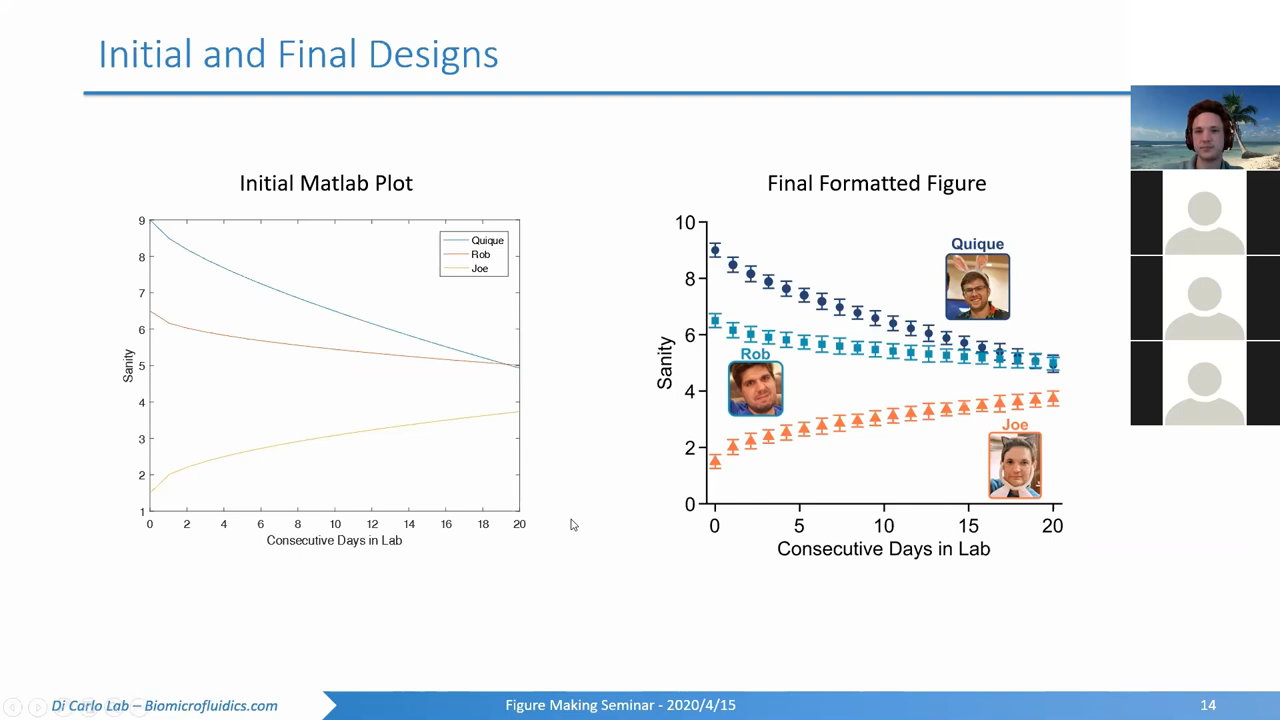 Initial and Final Designs
Initial Matlab Plot
9
8
7
6
5
4
3
2
1
Sanity
Quique
Rob
Joe
0 2 4 6 8 10 12 14 16 18 20
Consecutive Days in Lab
Final Formatted Figure
10
8
6
4
2
0
Sanity
Quique
Rob
Joe
0 5 10 15 20
Consecutive Days in Lab
Di Carlo Lab – Biomicrofluidics.com
Figure Making Seminar - 2020/4/15
14